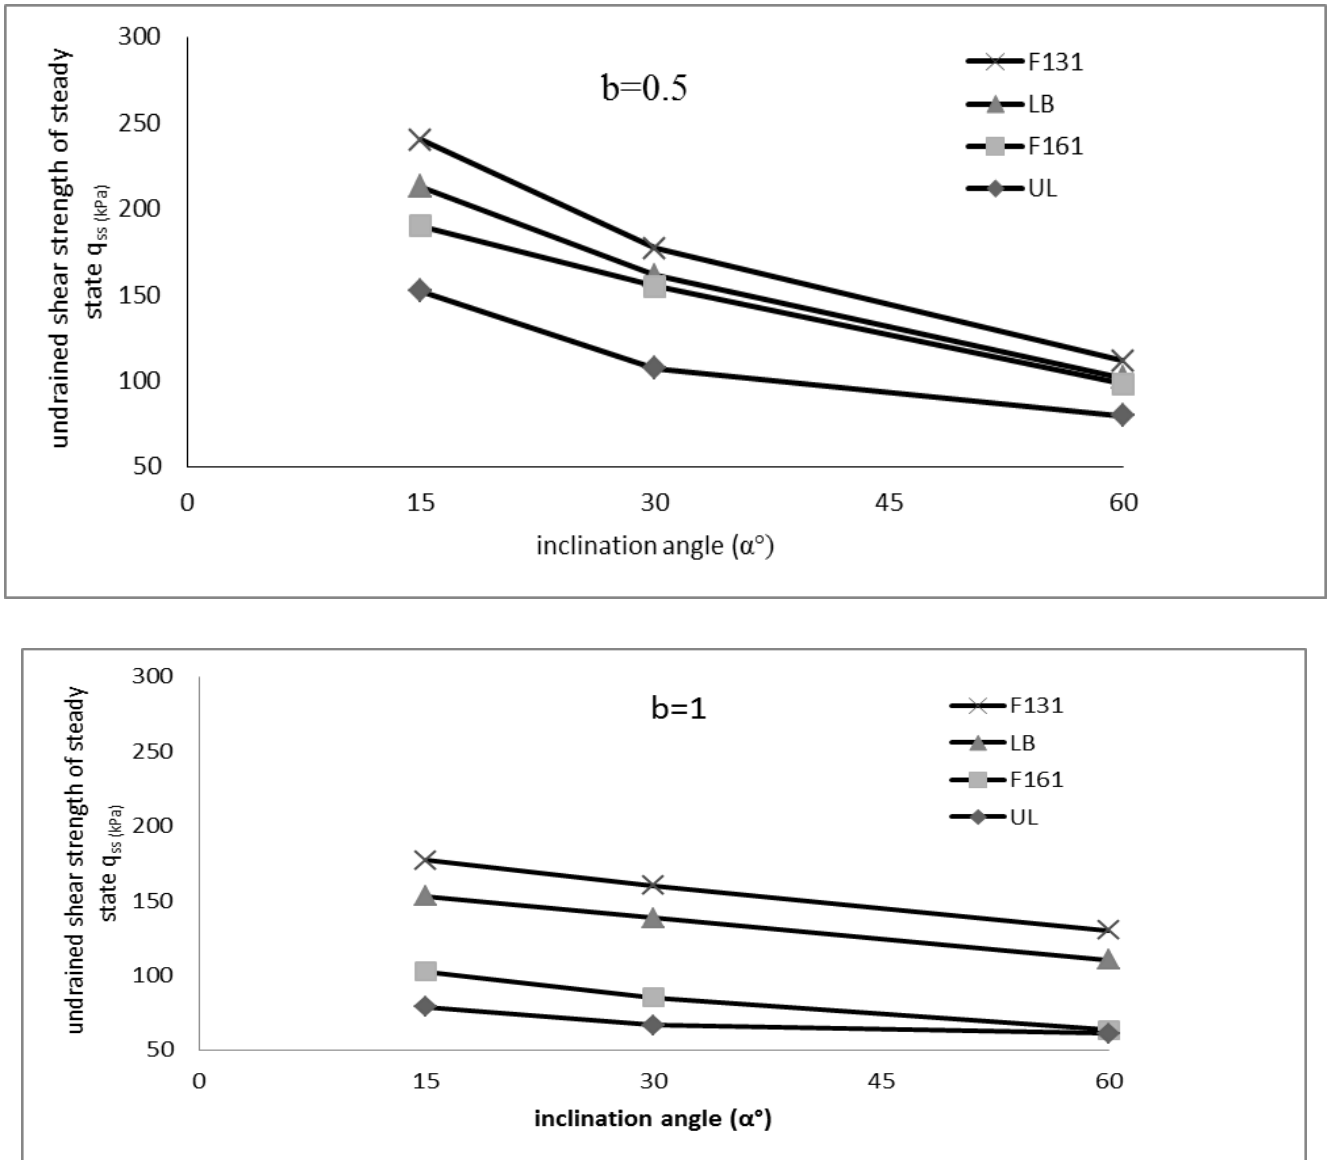 300
250
200
150
100
50
undrained shear strength of steady
state qss (kPa)
b=0.5
F131
LB
F161
UL
0 15 30 45 60
inclination angle (α°)
300
250
200
150
100
50
undrained shear strength of steady
state qss (kPa)
b=1
F131
LB
F161
UL
0 15 30 45 60
inclination angle (α°)